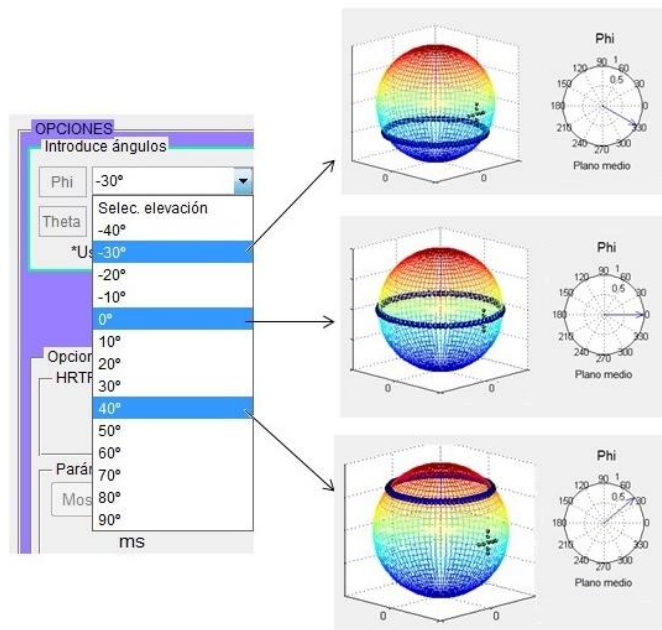 OPCIONES
Introduce ángulos
Phi
-30º
Theta
Selec. elevación
-40º
-30º
-20º
-10º
0º
10º
20º
30º
40º
50º
60º
70º
80º
90º
*Us
Opcion
HRTF
Parár
Mos
ms
0
0
Phi
90
1
120
60
0.5
150
30
180
0
210
330
240
300
270
Plano medio
0
0
Phi
90
1
120
60
0.5
150
30
180
0
210
330
240
300
270
Plano medio
0
0
Phi
90
1
120
60
0.5
150
30
180
0
210
330
240
300
270
Plano medio